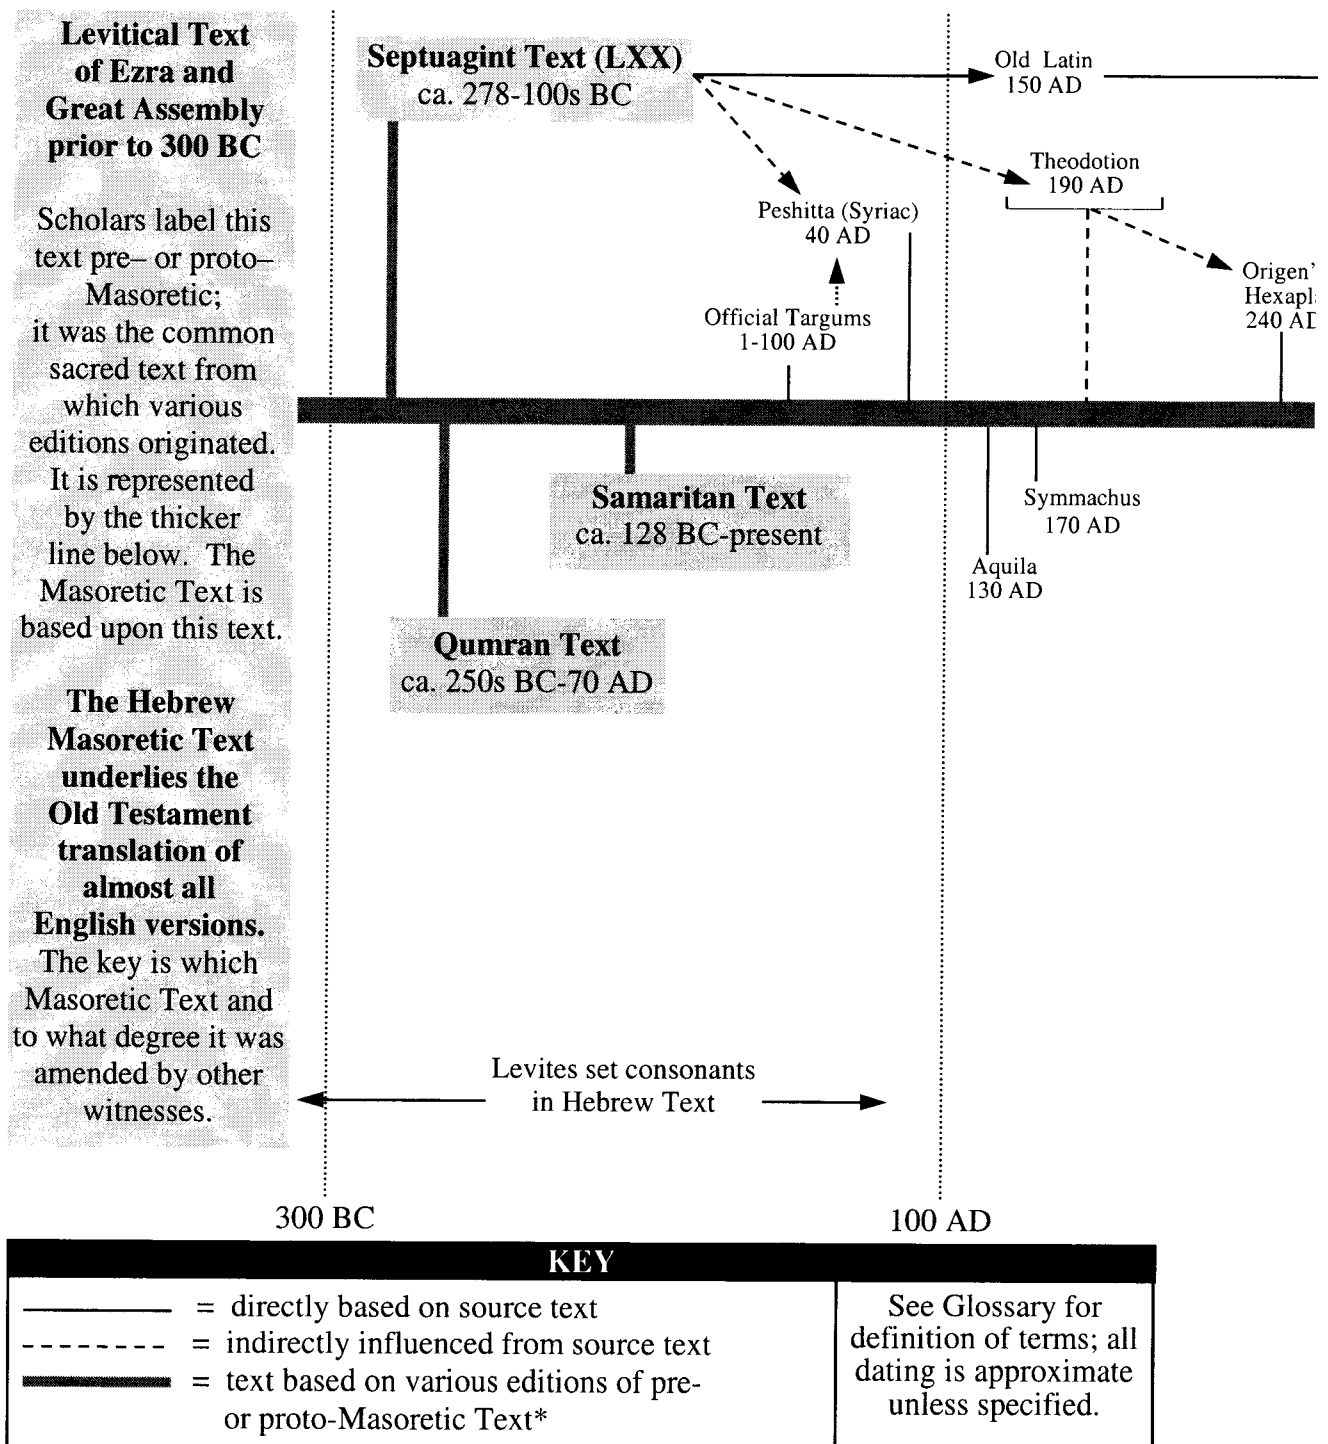 Levitical Text
of Ezra and
Great Assembly
prior to 300 BC
Scholars label this
text pre– or proto–
Masoretic;
it was the common
sacred text from
which various
editions originated.
It is represented
by the thicker
line below. The
Masoretic Text is
based upon this text.
The Hebrew
Masoretic Text
underlies the
Old Testament
translation of
almost all
English versions.
The key is which
Masoretic Text and
to what degree it was
amended by other
witnesses.
Septuagint Text (LXX)
ca. 278-100s BC
Old Latin
150 AD
Theodotion
190 AD
Peshitta (Syriac)
40 AD
Origen'
Hexapl
240 AD
Official Targums
1-100 AD
Samaritan Text
ca. 128 BC-present
Symmachus
170 AD
Aquila
130 AD
Qumran Text
ca. 250s BC-70 AD
Levites set consonants
in Hebrew Text
300 BC
100 AD
KEY
= directly based on source text
= indirectly influenced from source text
= text based on various editions of pre-
or proto-Masoretic Text*
See Glossary for
definition of terms; all
dating is approximate
unless specified.